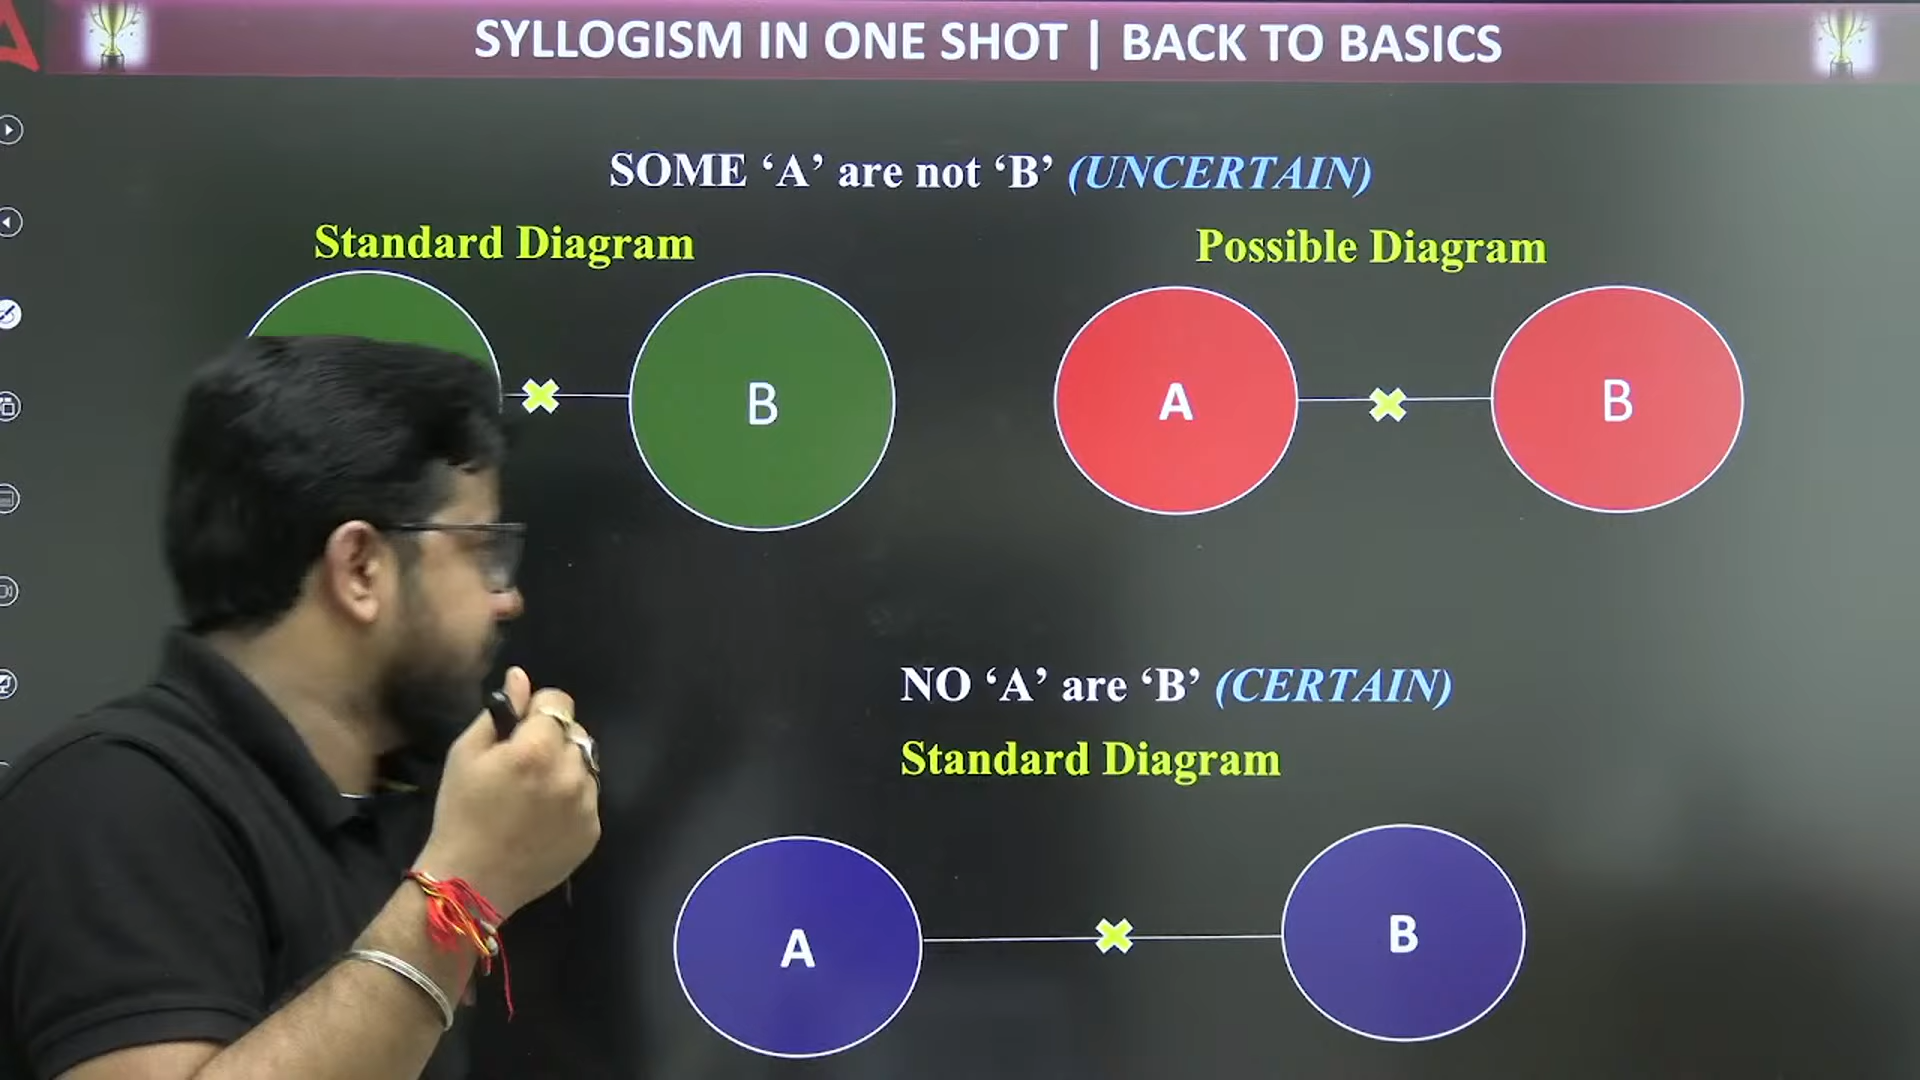 SYLLOGISM IN ONE SHOT | BACK TO BASICS
SOME ‘A’ are not ‘B’ (UNCERTAIN)
Standard Diagram
Possible Diagram
B
A
B
NO ‘A’ are ‘B’ (CERTAIN)
Standard Diagram
A
B